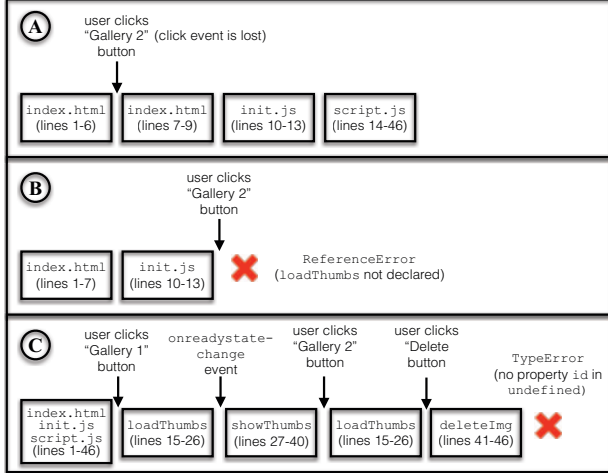 A
user clicks
“Gallery 2” (click event is lost)
button
index.html
(lines 1-6)
index.html
(lines 7-9)
init.js
(lines 10-13)
script.js
(lines 14-46)
B
user clicks
“Gallery 2”
button
index.html
(lines 1-7)
init.js
(lines 10-13)
ReferenceError
(loadThumbs not declared)
C
user clicks
“Gallery 1”
button
onreadystate-
change
event
user clicks
“Gallery 2”
button
user clicks
“Delete
button
TypeError
(no property id in
undefined)
index.html
init.js
script.js
(lines 1-46)
loadThumbs
(lines 15-26)
showThumbs
(lines 27-40)
loadThumbs
(lines 15-26)
deleteImg
(lines 41-46)